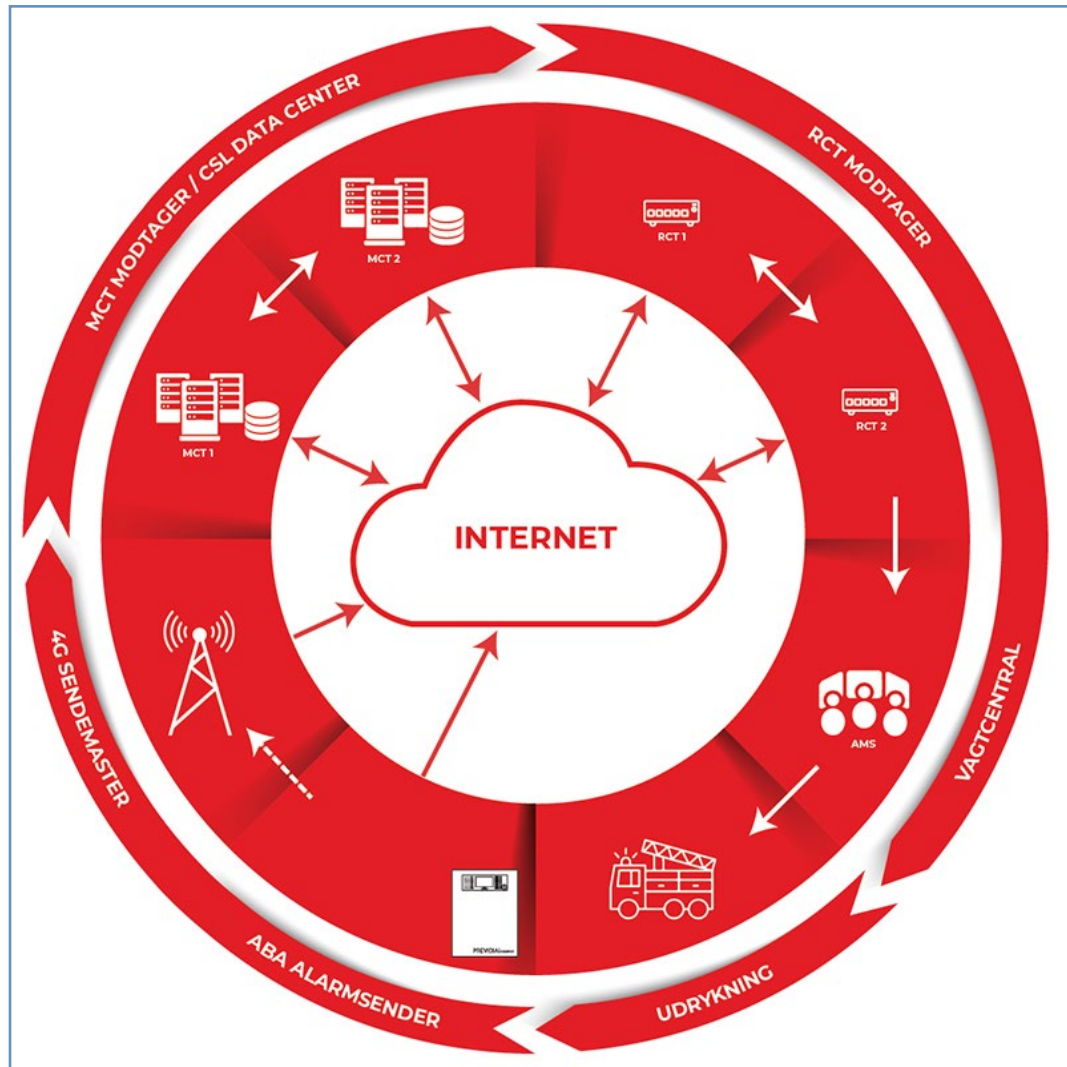 MCT MODTAGER / CSL DATA CENTER
RCT MODTAGER
MCT 2
RCT 1
MCT 1
RCT 2
INTERNET
4G SENDEMASTER
AMS
VAGTCENTRAL
ABA ALARMSENDER
UDRYKNING